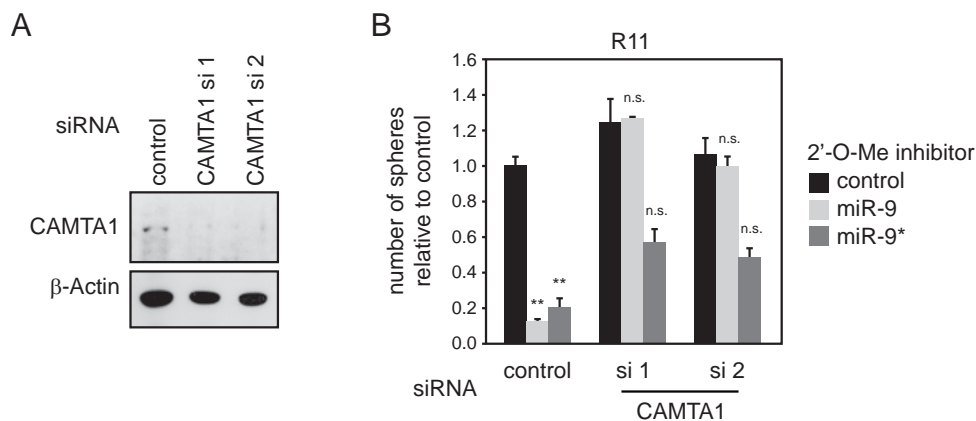 A
siRNA
control
CAMTA1 si 1
CAMTA1 si 2
CAMTA1
β-Actin
B
R11
number of spheres
relative to control
1.6
1.4
1.2
1.0
0.8
0.6
0.4
0.2
0.0
**
**
n.s.
n.s.
n.s.
n.s.
siRNA
control
si 1
si 2
CAMTA1
2'-O-Me inhibitor
control
miR-9
miR-9*